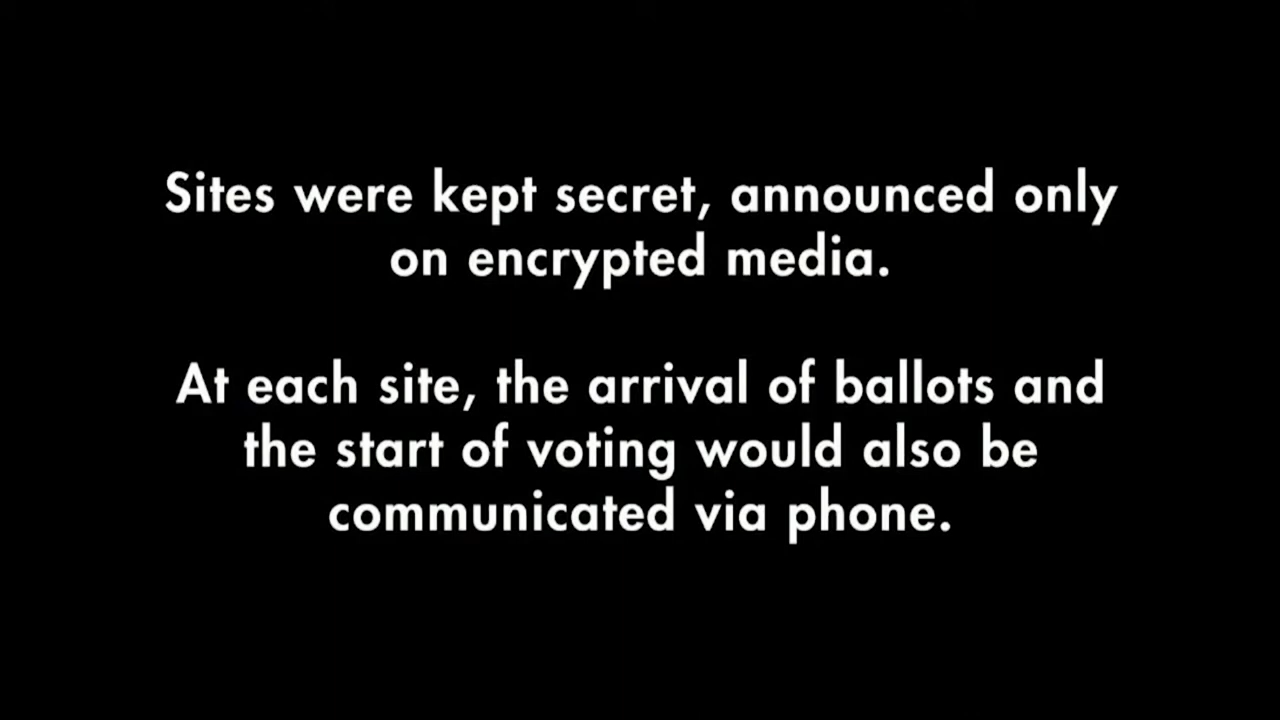 Sites were kept secret, announced only
on encrypted media.
At each site, the arrival of ballots and
the start of voting would also be
communicated via phone.